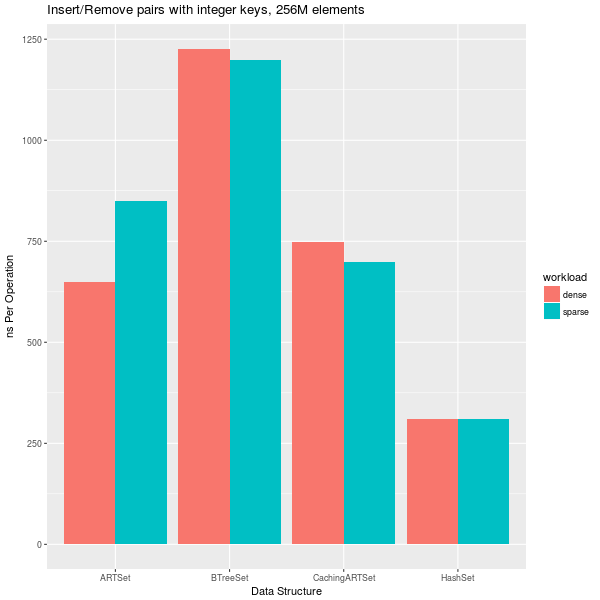 Insert/Remove pairs with integer keys, 256M elements
1250
1000
750
500
250
0
ns Per Operation
ARTSet
BTreeSet
CachingARTSet
HashSet
Data Structure
workload
dense
sparse